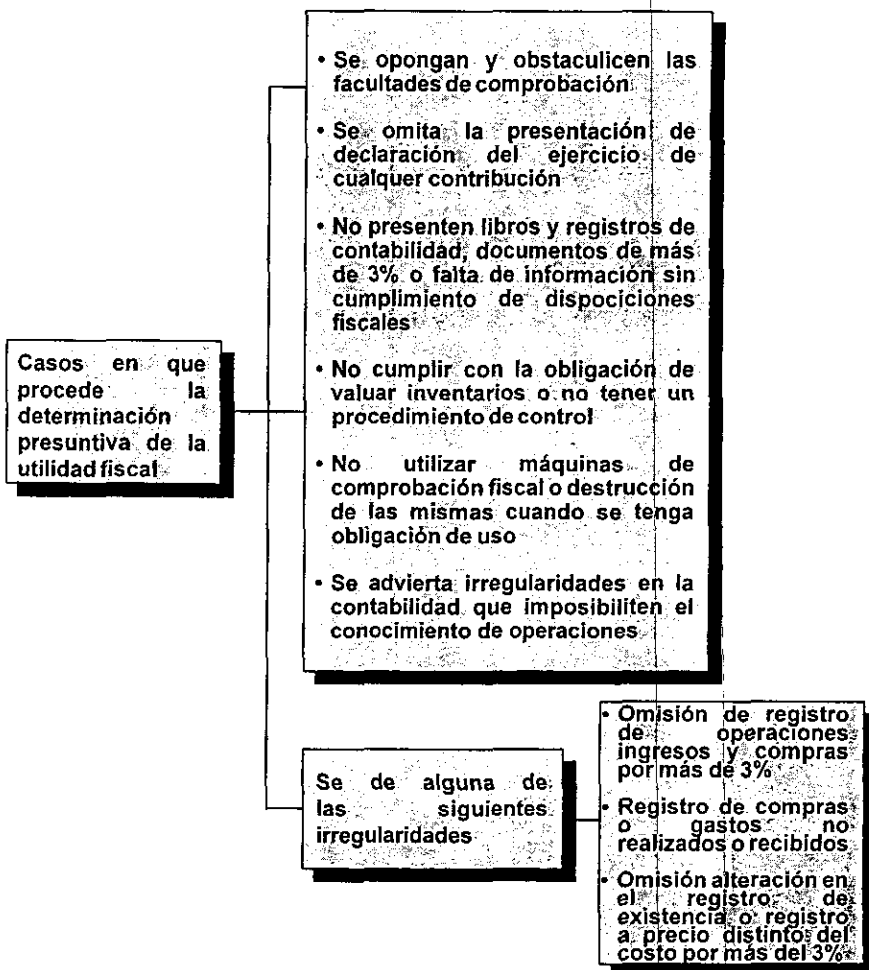 • Se opongan y obstaculicen las
facultades de comprobación
• Se omita la presentación de
declaración del ejercicio de
cualquer contribución
• No presenten libros y registros de
contabilidad, documentos de más
de 3% o falta de información sin
cumplimiento de dispociciones
fiscales
Casos en que
procede la
determinación
presuntiva de la
utilidad fiscal
• No cumplir con la obligación de
valuar inventarios o no tener un
procedimiento de control
• No utilizar máquinas de
comprobación fiscal o destrucción
de las mismas cuando se tenga
obligación de uso
• Se advierta irregularidades en la
contabilidad que imposibiliten el
conocimiento de operaciones
Se de alguna de
las siguientes
irregularidades
• Omisión de registro
de operaciones
ingresos y compras
por más de 3%
• Registro de compras
o gastos no
realizados o recibidos
• Omisión alteración en
el registro de
existencia o registro
a precio distinto del
costo por más del 3%